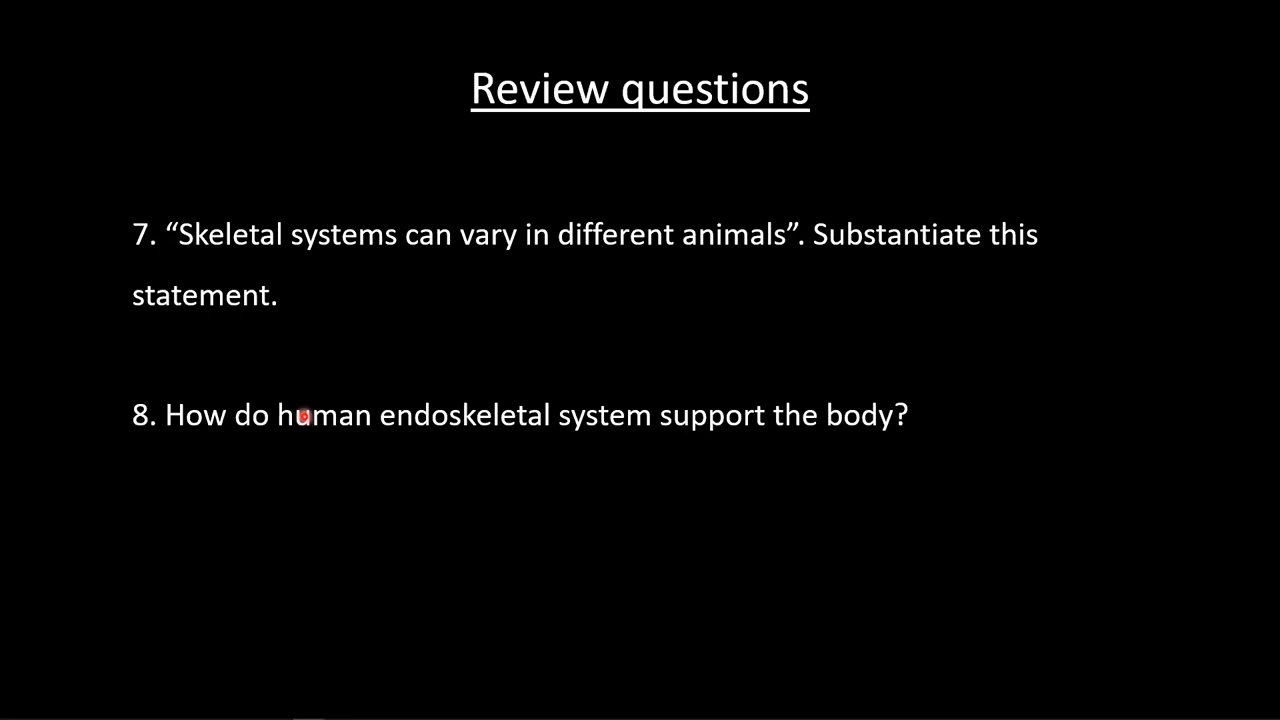 Review questions
7. “Skeletal systems can vary in different animals”. Substantiate this
statement.
8. How do human endoskeletal system support the body?